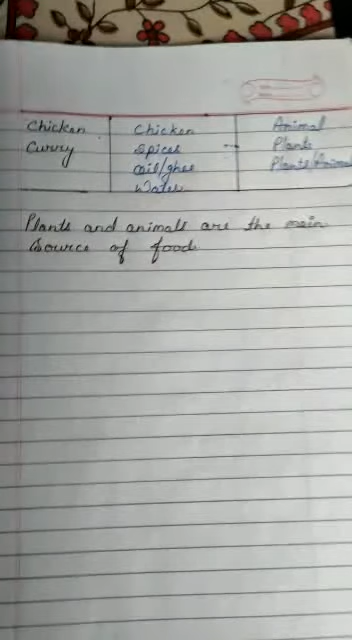 Chicken Chicken Animal
Curry Spices -- Plants
Oil/ghee Plants/Animal
Water
Plants and animals are the main
Source of food